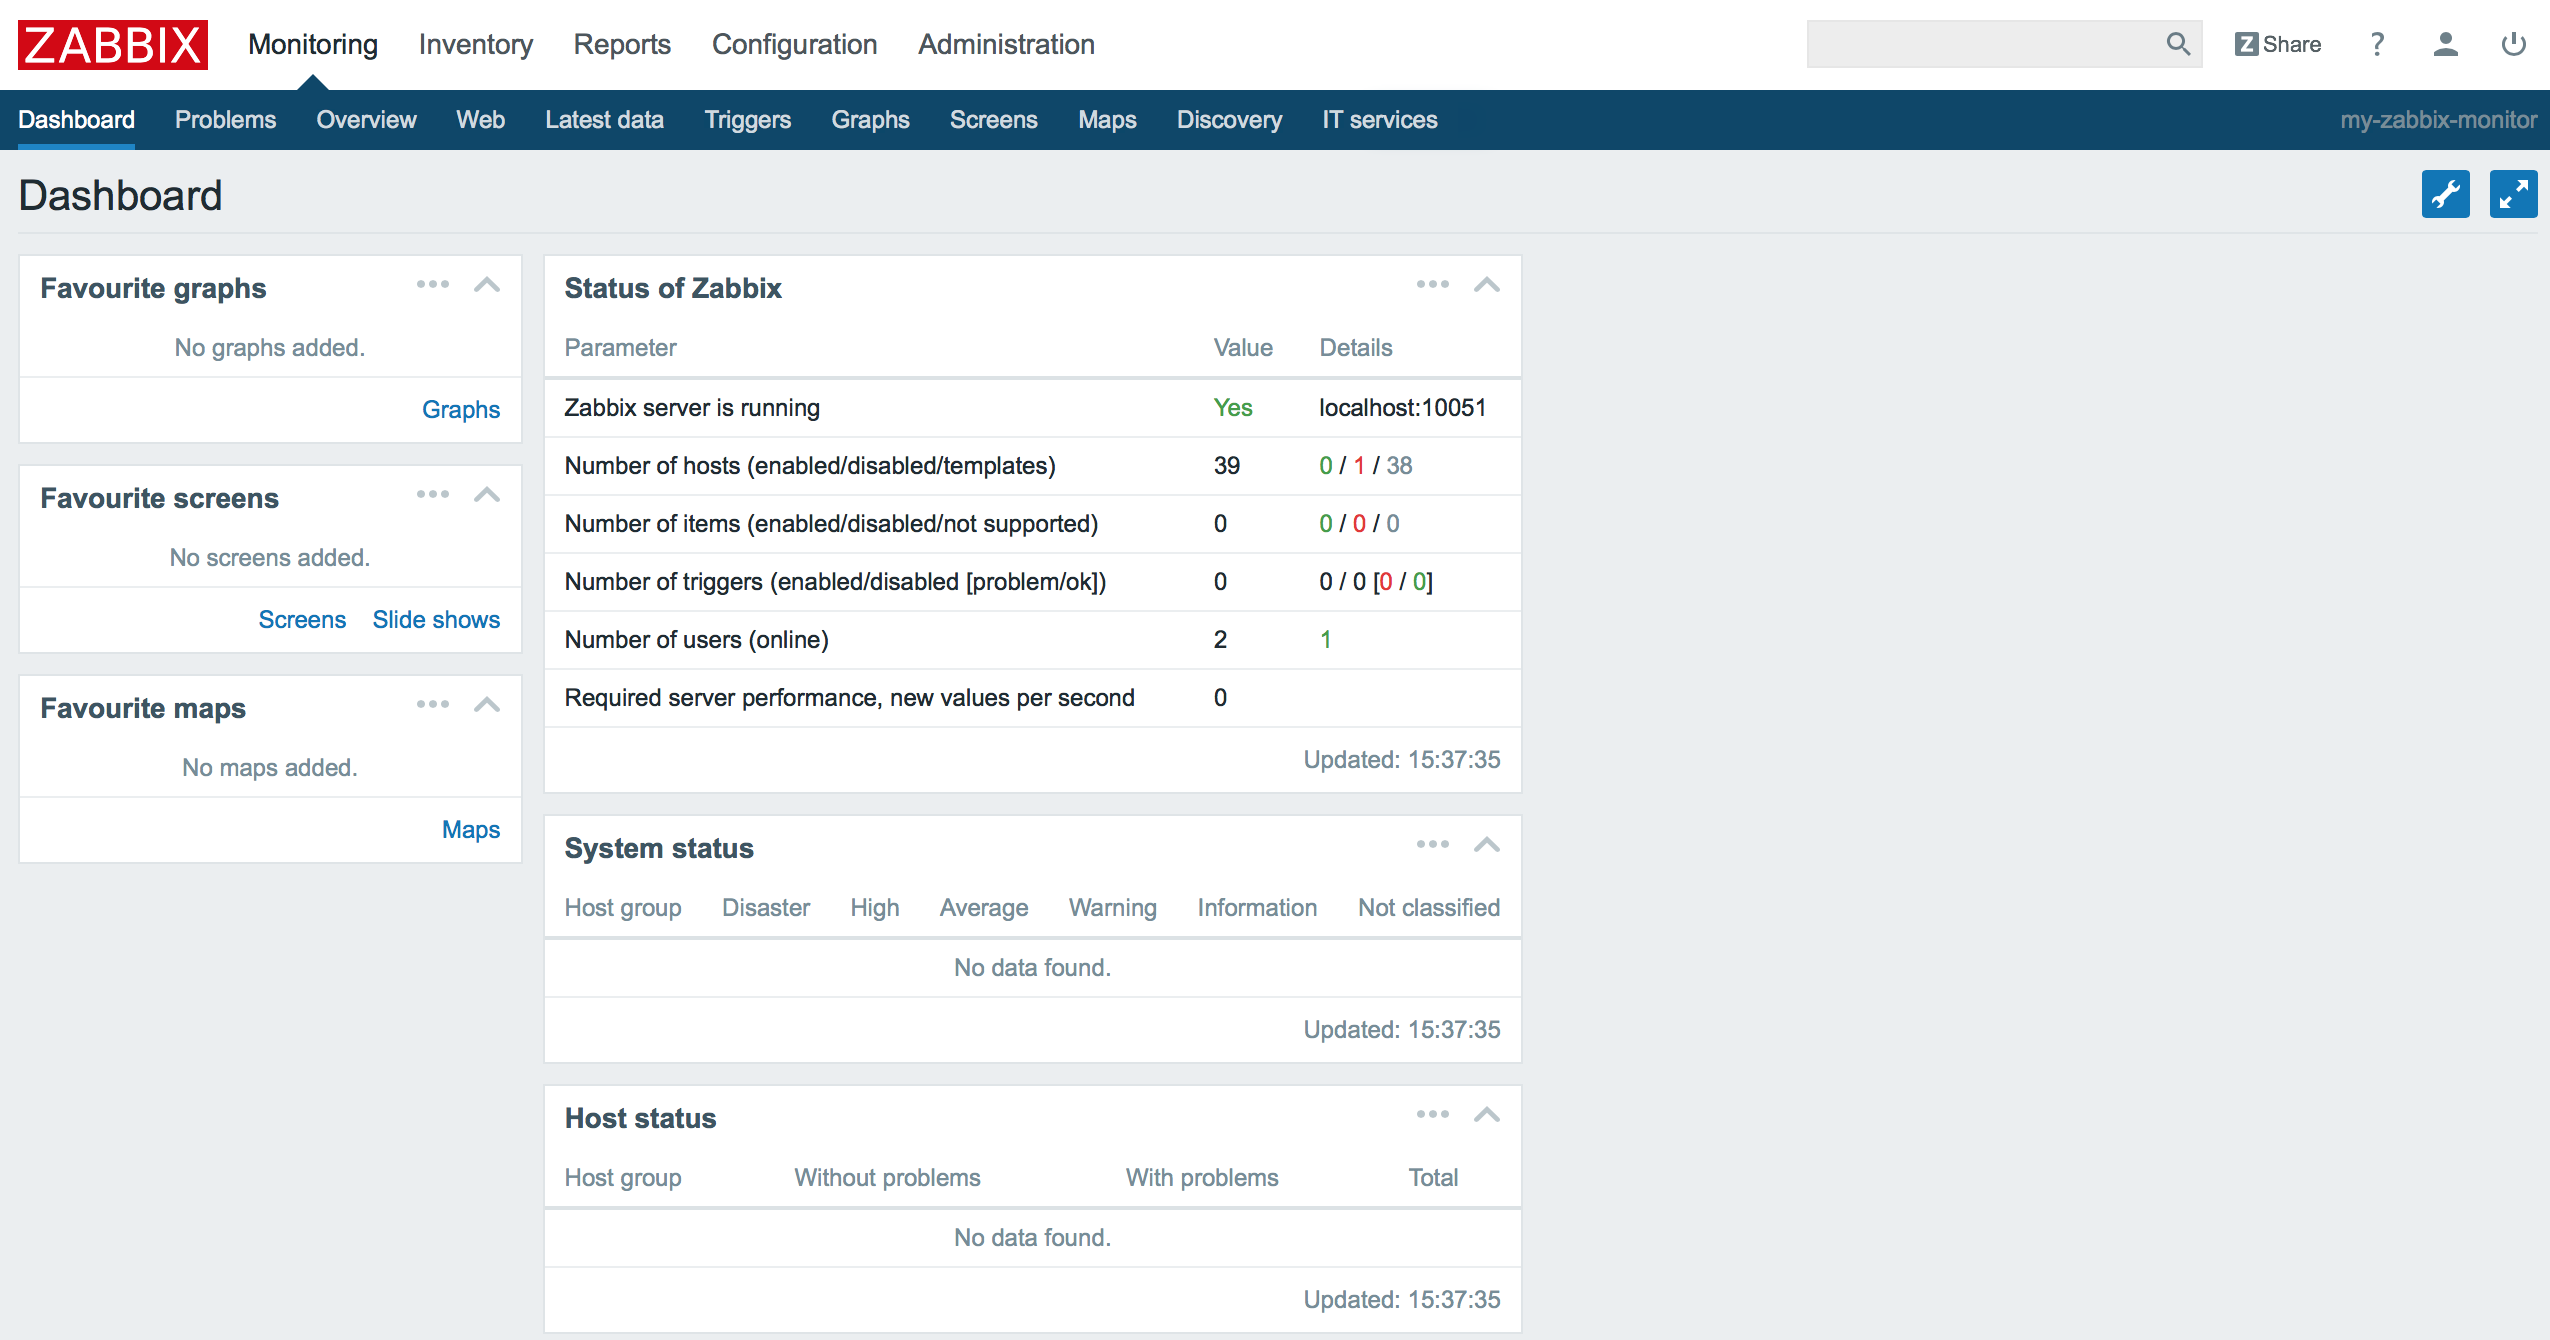 ZABBIX Monitoring Inventory Reports Configuration Administration Z Share ?
Dashboard Problems Overview Web Latest data Triggers Graphs Screens Maps Discovery IT services my-zabbix-monitor
Dashboard
Favourite graphs
No graphs added.
Graphs
Favourite screens
No screens added.
Screens Slide shows
Favourite maps
No maps added.
Maps
Status of Zabbix
Parameter Value Details
Zabbix server is running Yes localhost:10051
Number of hosts (enabled/disabled/templates) 39 0 / 1 / 38
Number of items (enabled/disabled/not supported) 0 0 / 0 / 0
Number of triggers (enabled/disabled [problem/ok]) 0 0 / 0 [0 / 0]
Number of users (online) 2 1
Required server performance, new values per second 0
Updated: 15:37:35
System status
Host group Disaster High Average Warning Information Not classified
No data found.
Updated: 15:37:35
Host status
Host group Without problems With problems Total
No data found.
Updated: 15:37:35